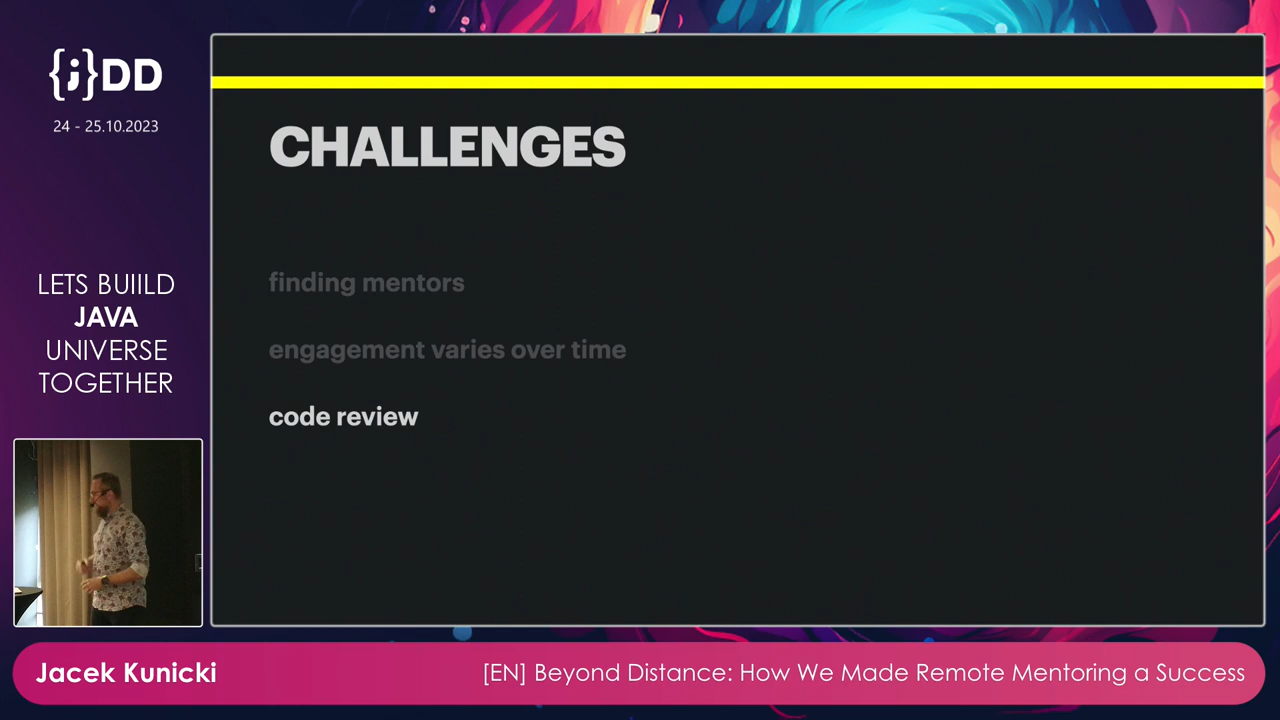 {j}DD
24 - 25.10.2023
LETS BUIILD
JAVA
UNIVERSE
TOGETHER
CHALLENGES
finding mentors
engagement varies over time
code review
Jacek Kunicki
[EN] Beyond Distance: How We Made Remote Mentoring a Success